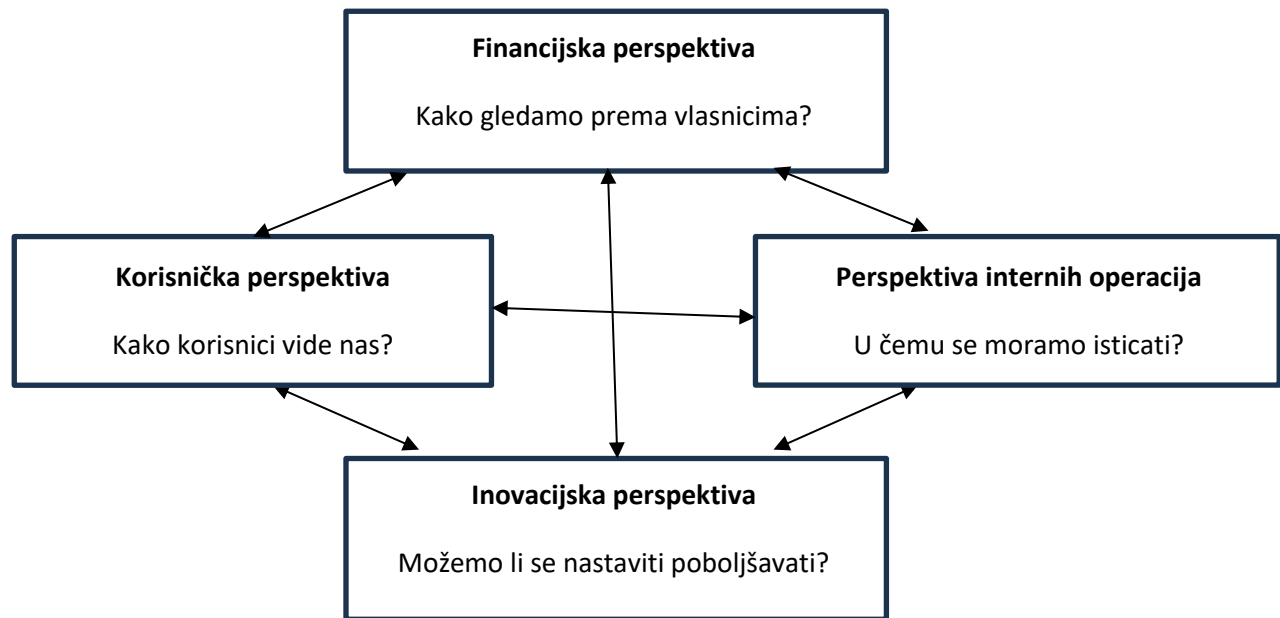 Financijska perspektiva
Kako gledamo prema vlasnicima?
Korisnička perspektiva
Kako korisnici vide nas?
Perspektiva internih operacija
U čemu se moramo isticati?
Inovacijska perspektiva
Možemo li se nastaviti poboljšavati?